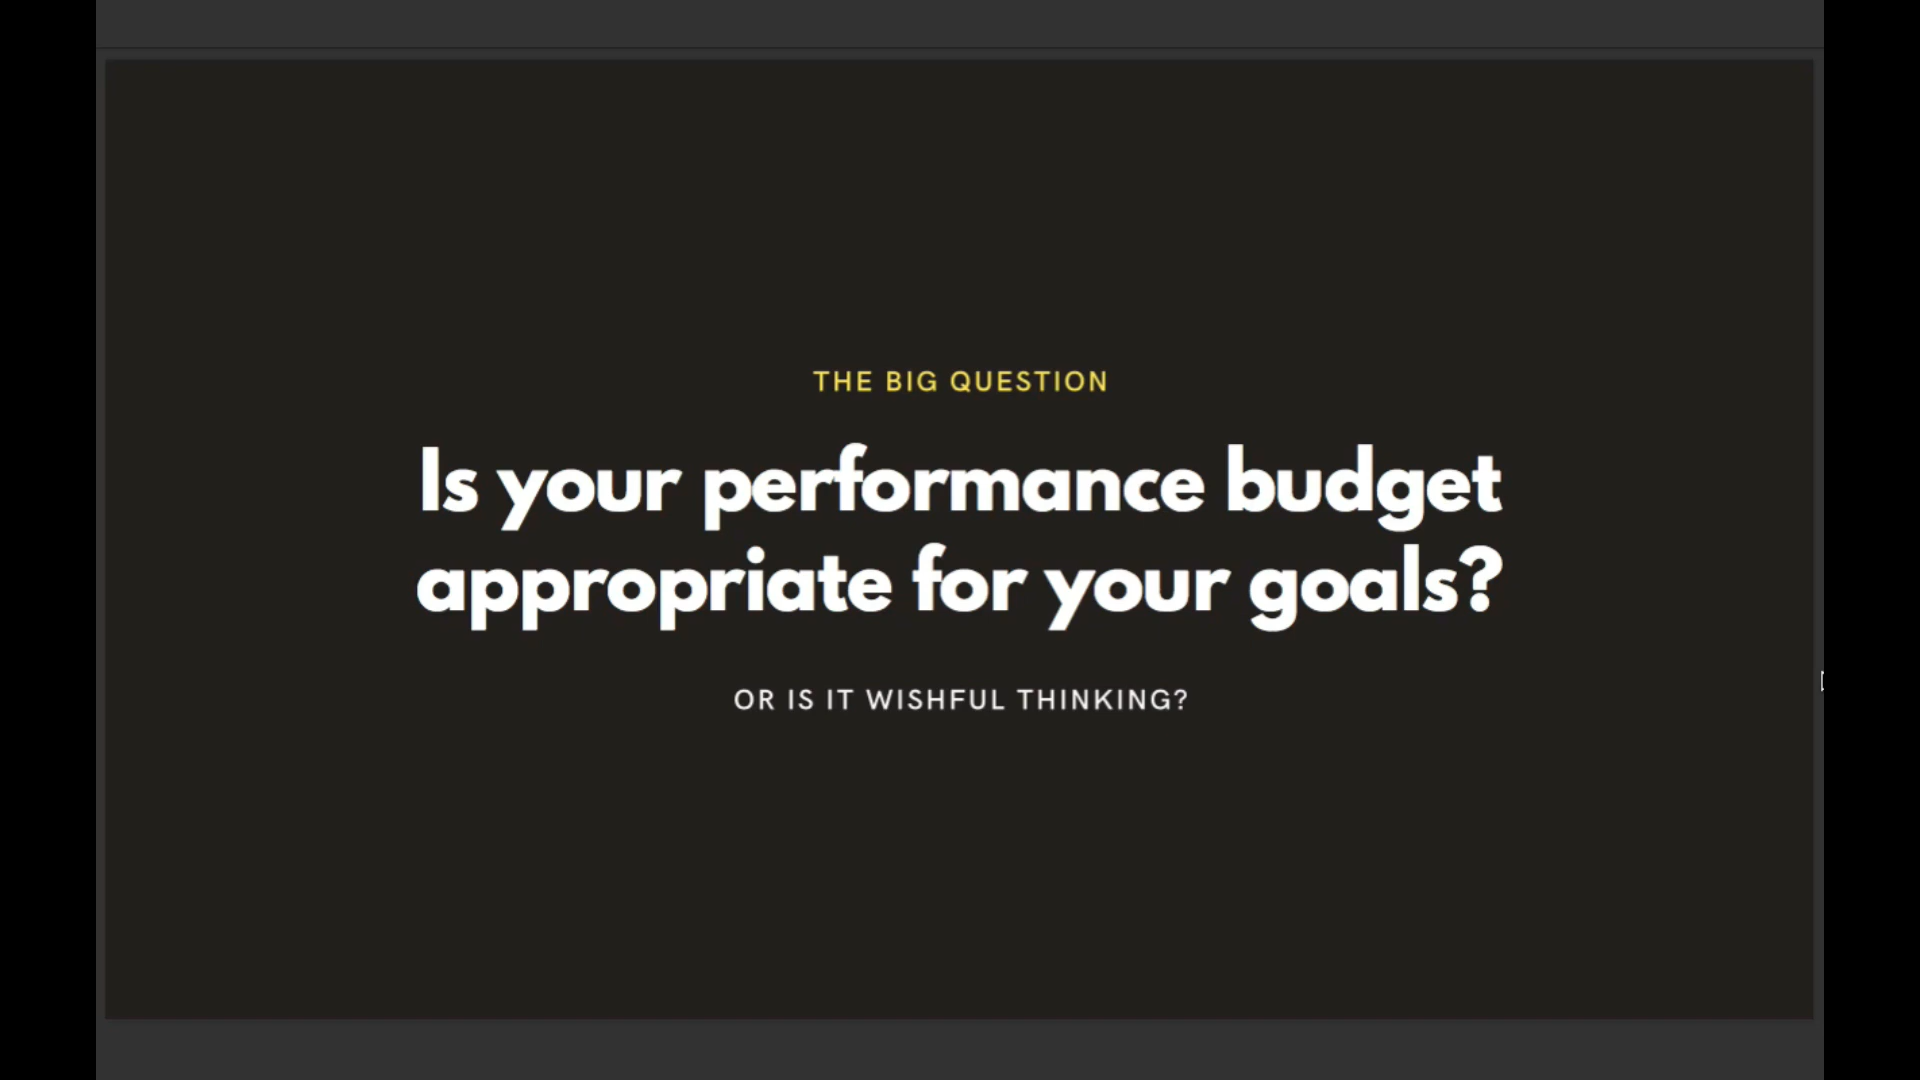 THE BIG QUESTION
Is your performance budget
appropriate for your goals?
OR IS IT WISHFUL THINKING?